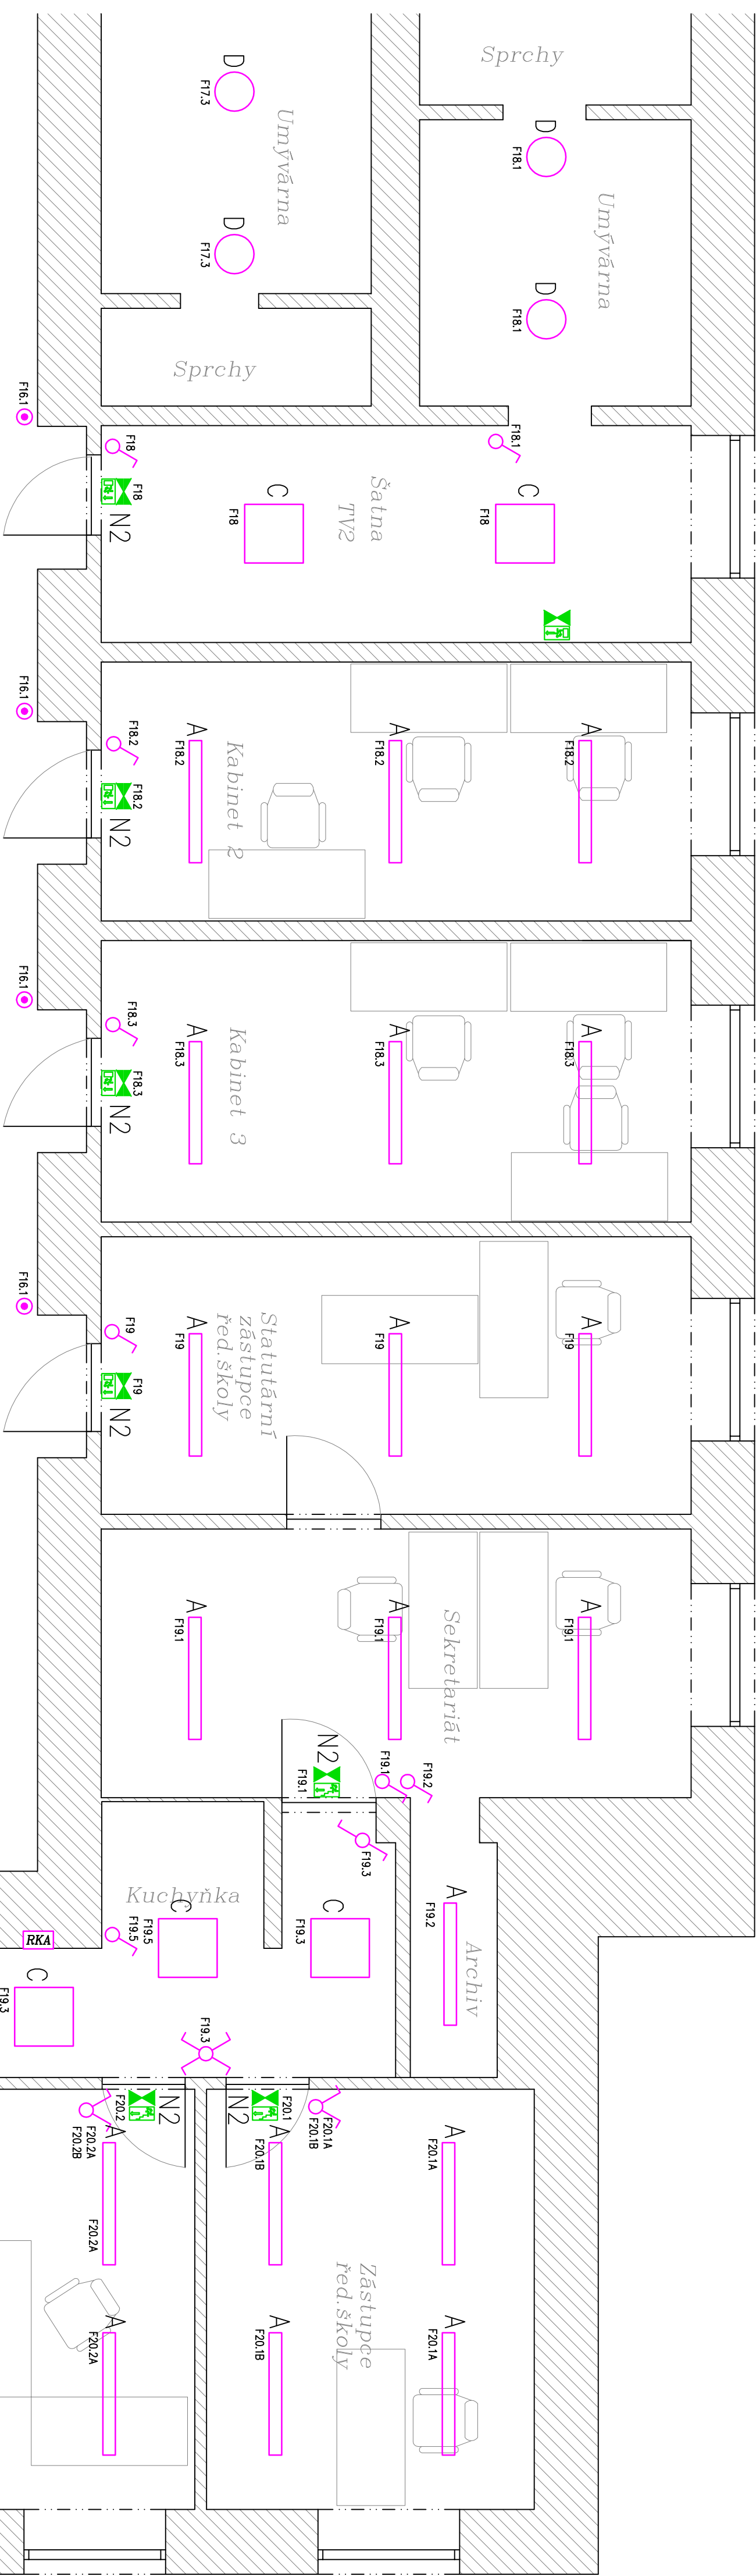 Sprchy
D
F17.3
Umývárna
D
F18.1
Umývárna
D
F17.3
D
F18.1
Sprchy
F16.1
F18
F18
N2
C
F18
Šatna
TV2
F18.1
C
F18
F16.1
F18.2
F18.2
N2
A
F18.2
Kabinet 2
A
F18.2
A
F18.2
F16.1
F18.3
F18.3
N2
A
F18.3
Kabinet 3
A
F18.3
A
F18.3
F16.1
F19
F19
N2
A
F19
Statutární
zástupce
řed.školy
A
F19
A
F19
A
F19.1
A
F19.1
Sekretariát
A
F19.1
N2
F19.1
F19.1
F19.2
F19.3
A
F19.2
Archiv
Kuchyňka
C
F19.5
F19.5
C
F19.3
RKA
C
F19.3
F19.3
F20.2
N2
F20.2A
F20.2B
N2
F20.1
F20.1A
F20.1B
A
F20.2A
A
F20.1B
A
F20.1A
Zástupce
řed.školy
A
F20.2A
A
F20.1B
A
F20.1A